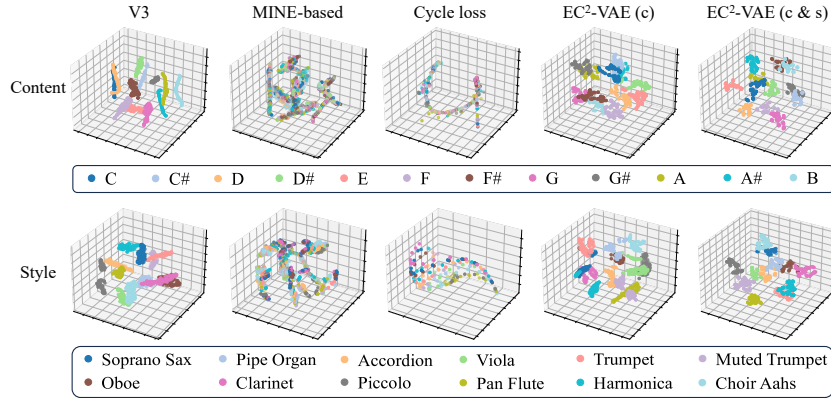 V3 MINE-based Cycle loss EC²-VAE (c) EC²-VAE (c & s)
Content
C C# D D# E F F# G G# A A# B
Style
Soprano Sax Pipe Organ Accordion Viola Trumpet Muted Trumpet
Oboe Clarinet Piccolo Pan Flute Harmonica Choir Aahs